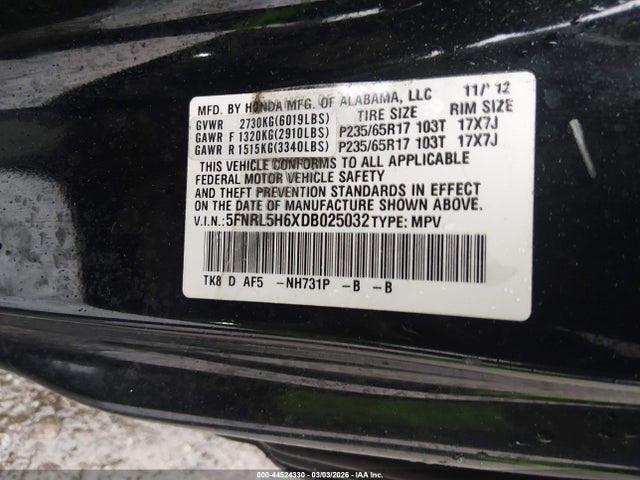 MFD. BY HONDA MFG. OF ALABAMA, LLC 11/'12
GVWR 2730KG(6019LBS) TIRE SIZE RIM SIZE
GAWR F 1320KG(2910LBS) P235/65R17 103T 17X7J
GAWR R 1515KG(3340LBS) P235/65R17 103T 17X7J
THIS VEHICLE CONFORMS TO ALL APPLICABLE
FEDERAL MOTOR VEHICLE SAFETY
AND THEFT PREVENTION STANDARDS IN EFFECT
ON THE DATE OF MANUFACTURE SHOWN ABOVE.
V.I.N.: 5FNRL5H6XDB025032 TYPE: MPV
TK8 D AF5 -NH731P -B -B
000-44524330 - 03/03/2026 - IAA Inc.